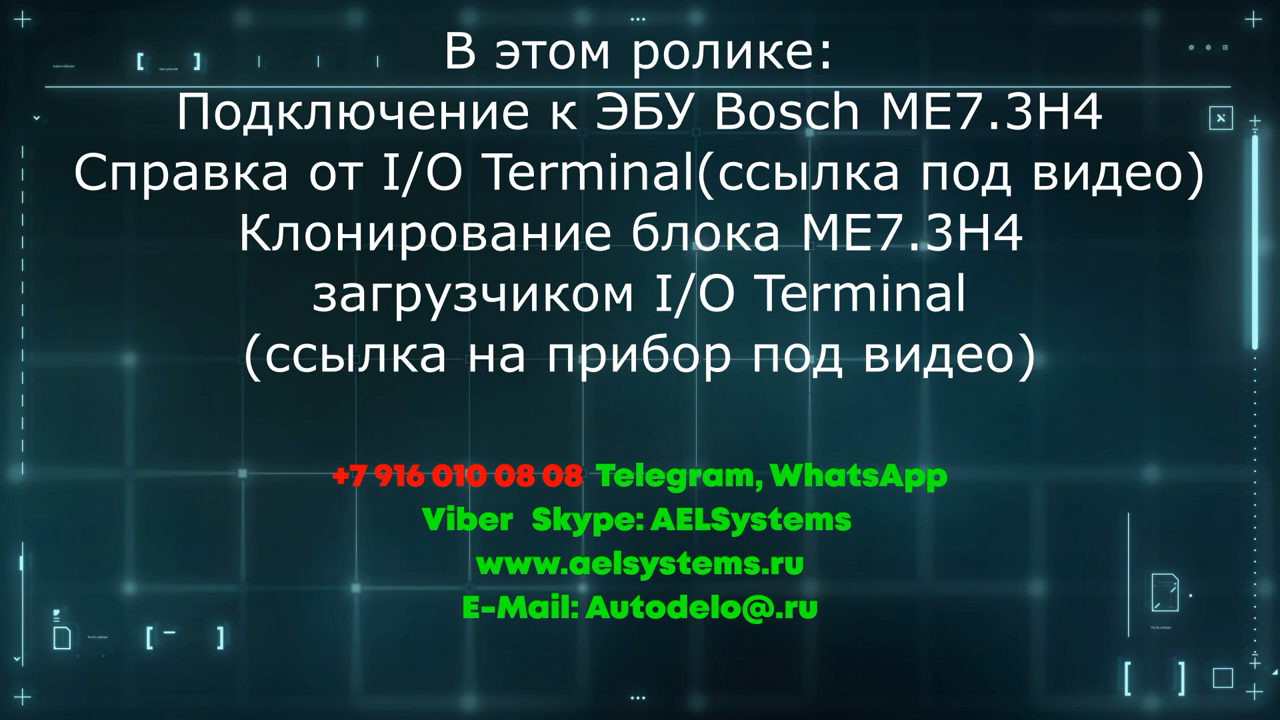 В этом ролике:
Подключение к ЭБУ Bosch ME7.3H4
Справка от I/O Terminal(ссылка под видео)
Клонирование блока ME7.3H4
загрузчиком I/O Terminal
(ссылка на прибор под видео)
+7 916 010 08 08 Telegram, WhatsApp
Viber Skype: AELSystems
www.aelsystems.ru
E-Mail: Autodelo@.ru